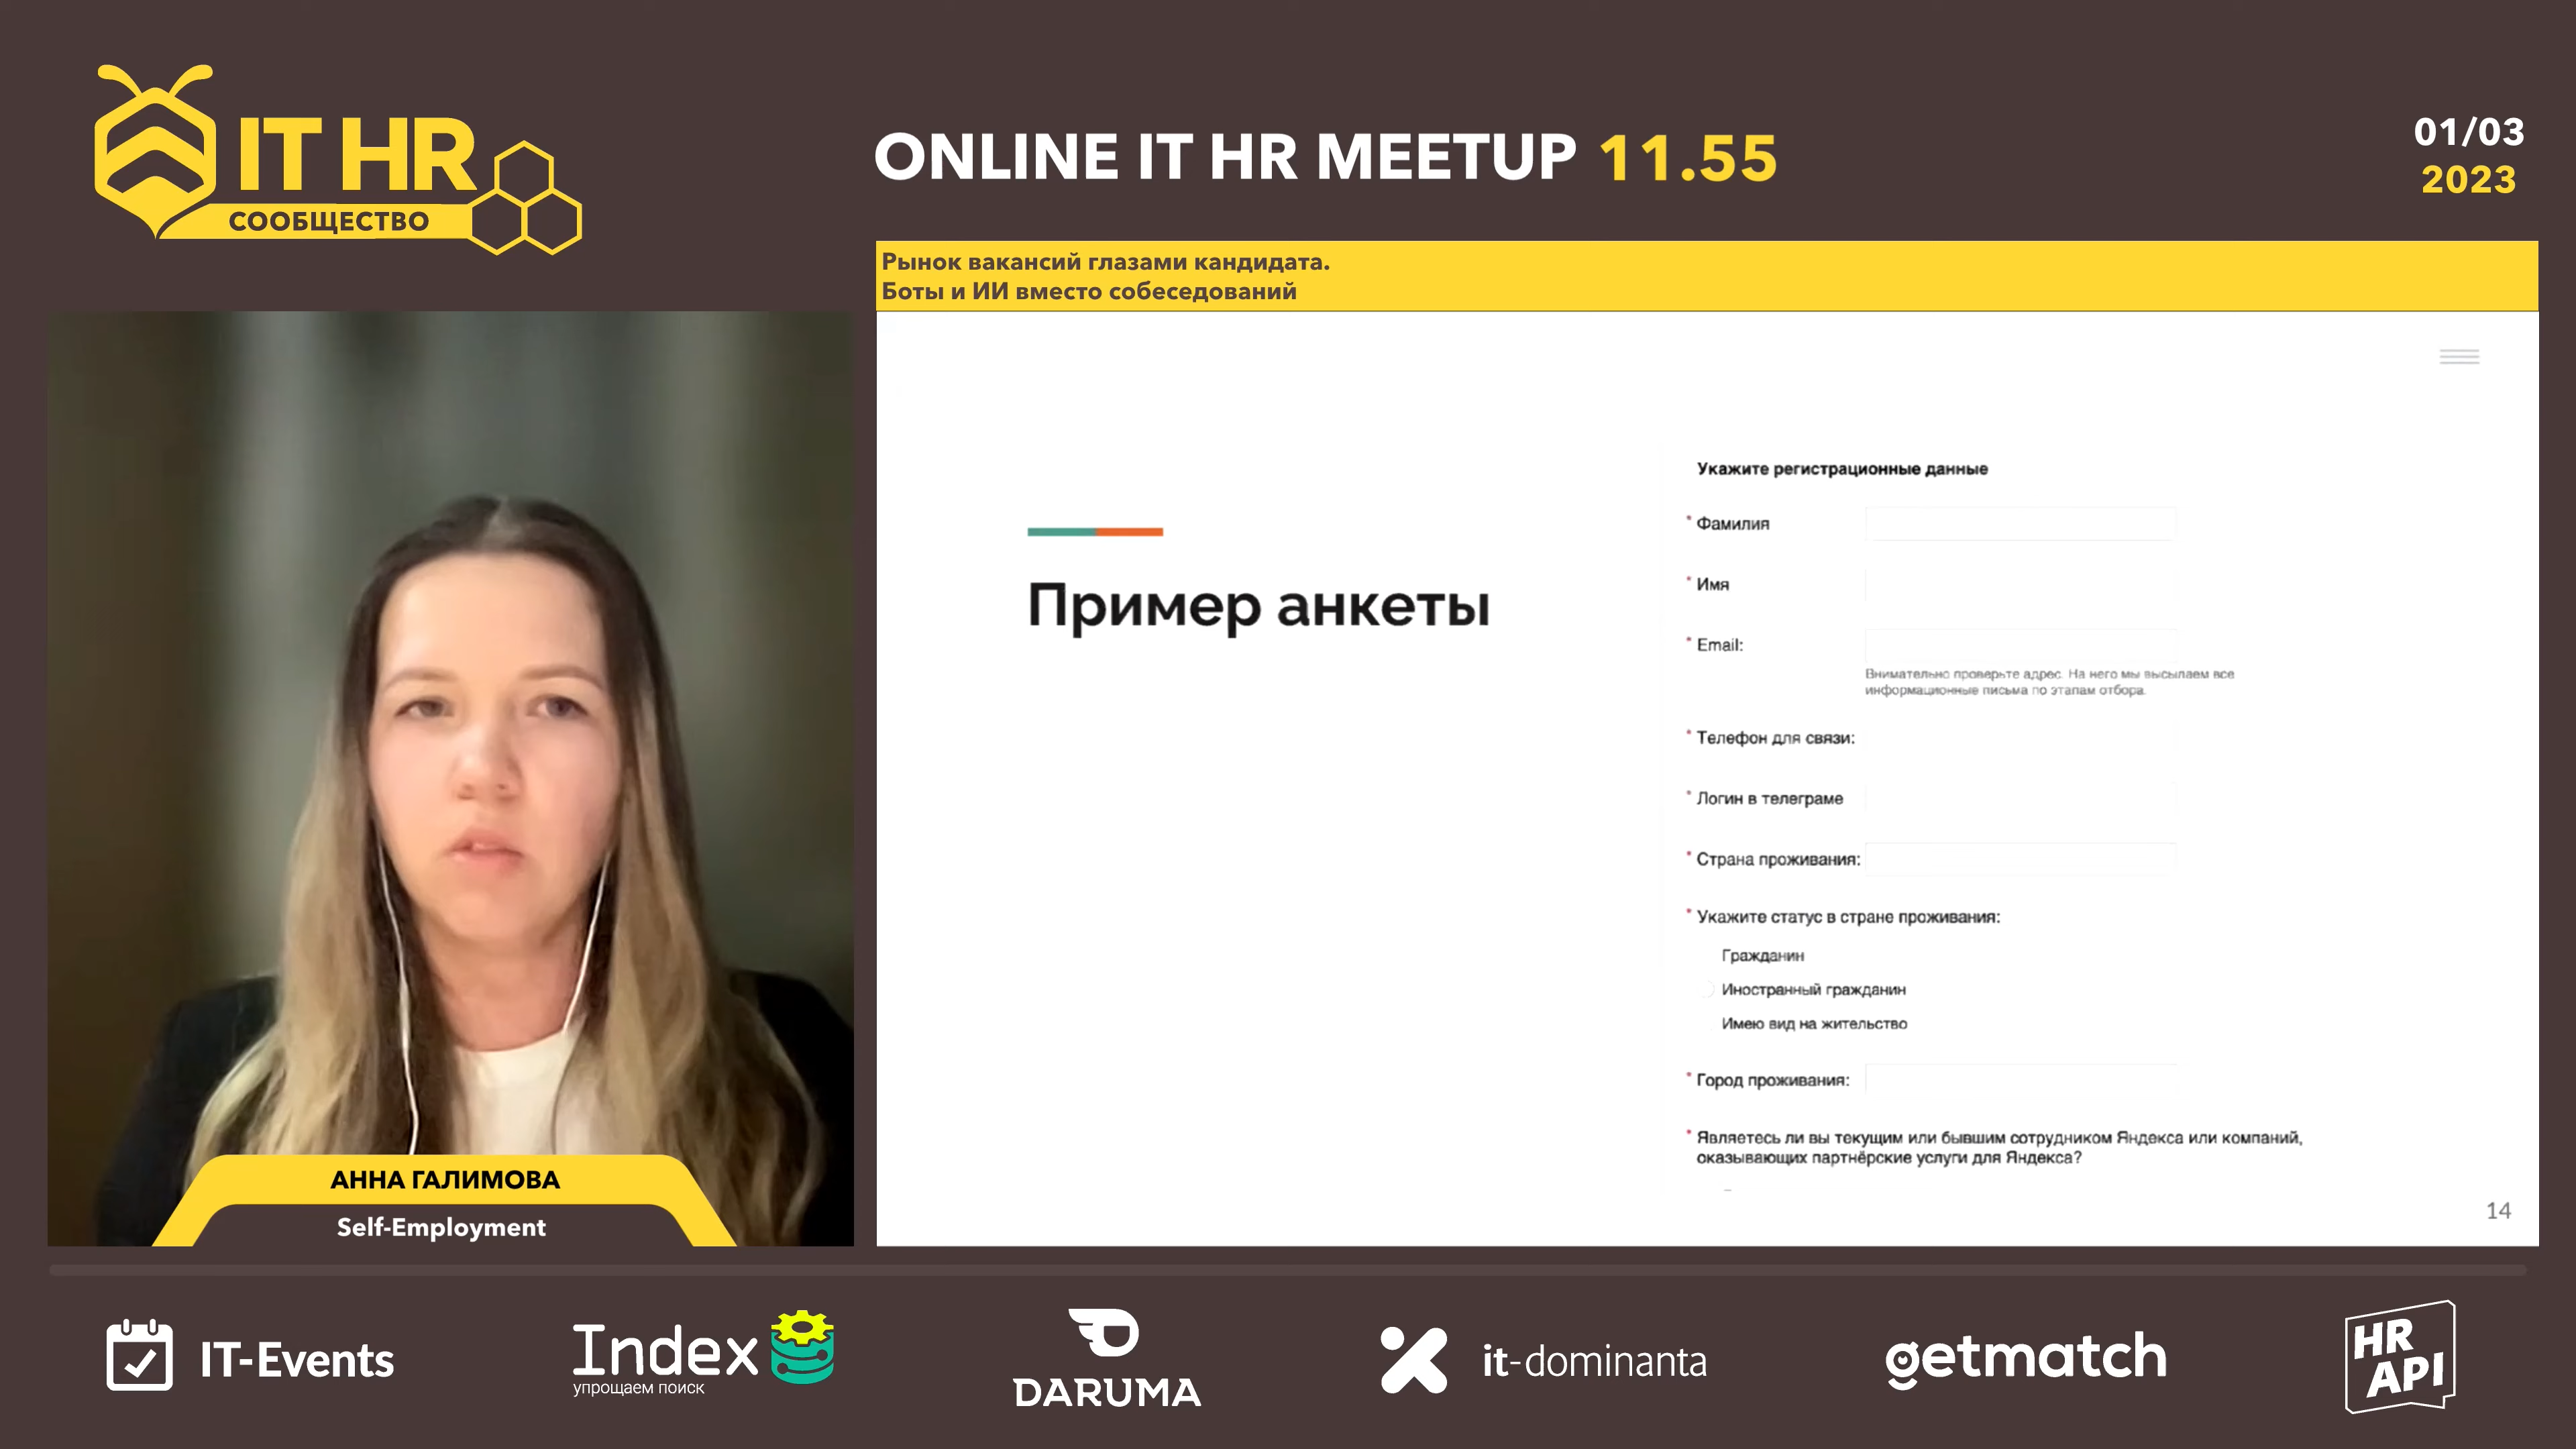 IT HR
СООБЩЕСТВО
ONLINE IT HR MEETUP 11.55
01/03
2023
Рынок вакансий глазами кандидата.
Боты и ИИ вместо собеседований
Пример анкеты
Укажите регистрационные данные
* Фамилия
* Имя
* Email:
Внимательно проверьте адрес. На него мы высылаем все
информационные письма по этапам отбора.
* Телефон для связи:
* Логин в телеграме
* Страна проживания:
* Укажите статус в стране проживания:
Гражданин
Иностранный гражданин
Имею вид на жительство
* Город проживания:
* Являетесь ли вы текущим или бывшим сотрудником Яндекса или компаний,
оказывающих партнёрские услуги для Яндекса?
14
АННА ГАЛИМОВА
Self-Employment
IT-Events
Index
упрощаем поиск
DARUMA
it-dominanta
getmatch
HR
API